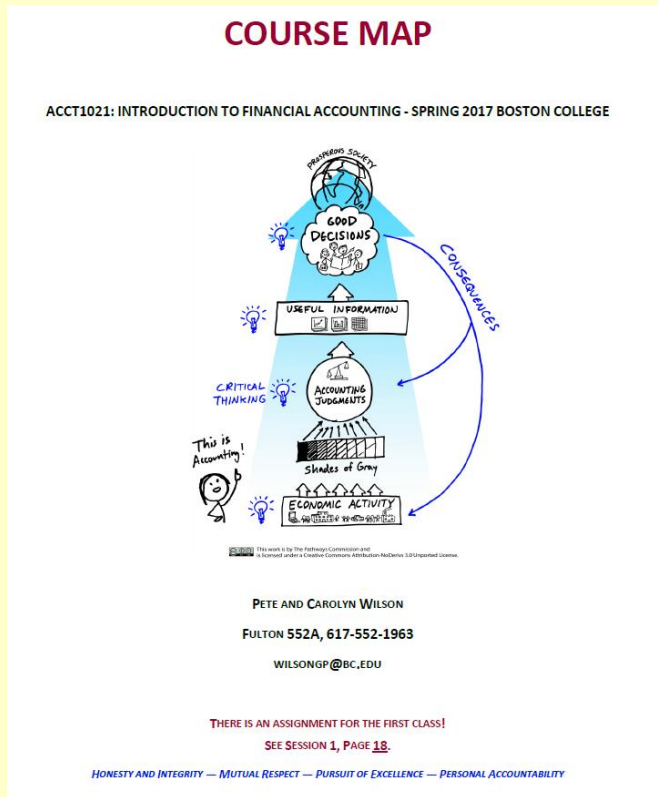 COURSE MAP
ACCT1021: INTRODUCTION TO FINANCIAL ACCOUNTING - SPRING 2017 BOSTON COLLEGE
PROSPEROUS SOCIETY
GOOD
DECISIONS
CONSEQUENCES
USEFUL INFORMATION
CRITICAL
THINKING
ACCOUNTING
JUDGMENTS
This is
Accounting!
Shades of Gray
ECONOMIC ACTIVITY
This work is by The Pathways Commission and
is licensed under a Creative Commons Attribution-NoDerivs 3.0 Unported License.
PETE AND CAROLYN WILSON
FULTON 552A, 617-552-1963
WILSONGP@BC.EDU
THERE IS AN ASSIGNMENT FOR THE FIRST CLASS!
SEE SESSION 1, PAGE 18.
HONESTY AND INTEGRITY — MUTUAL RESPECT — PURSUIT OF EXCELLENCE — PERSONAL ACCOUNTABILITY